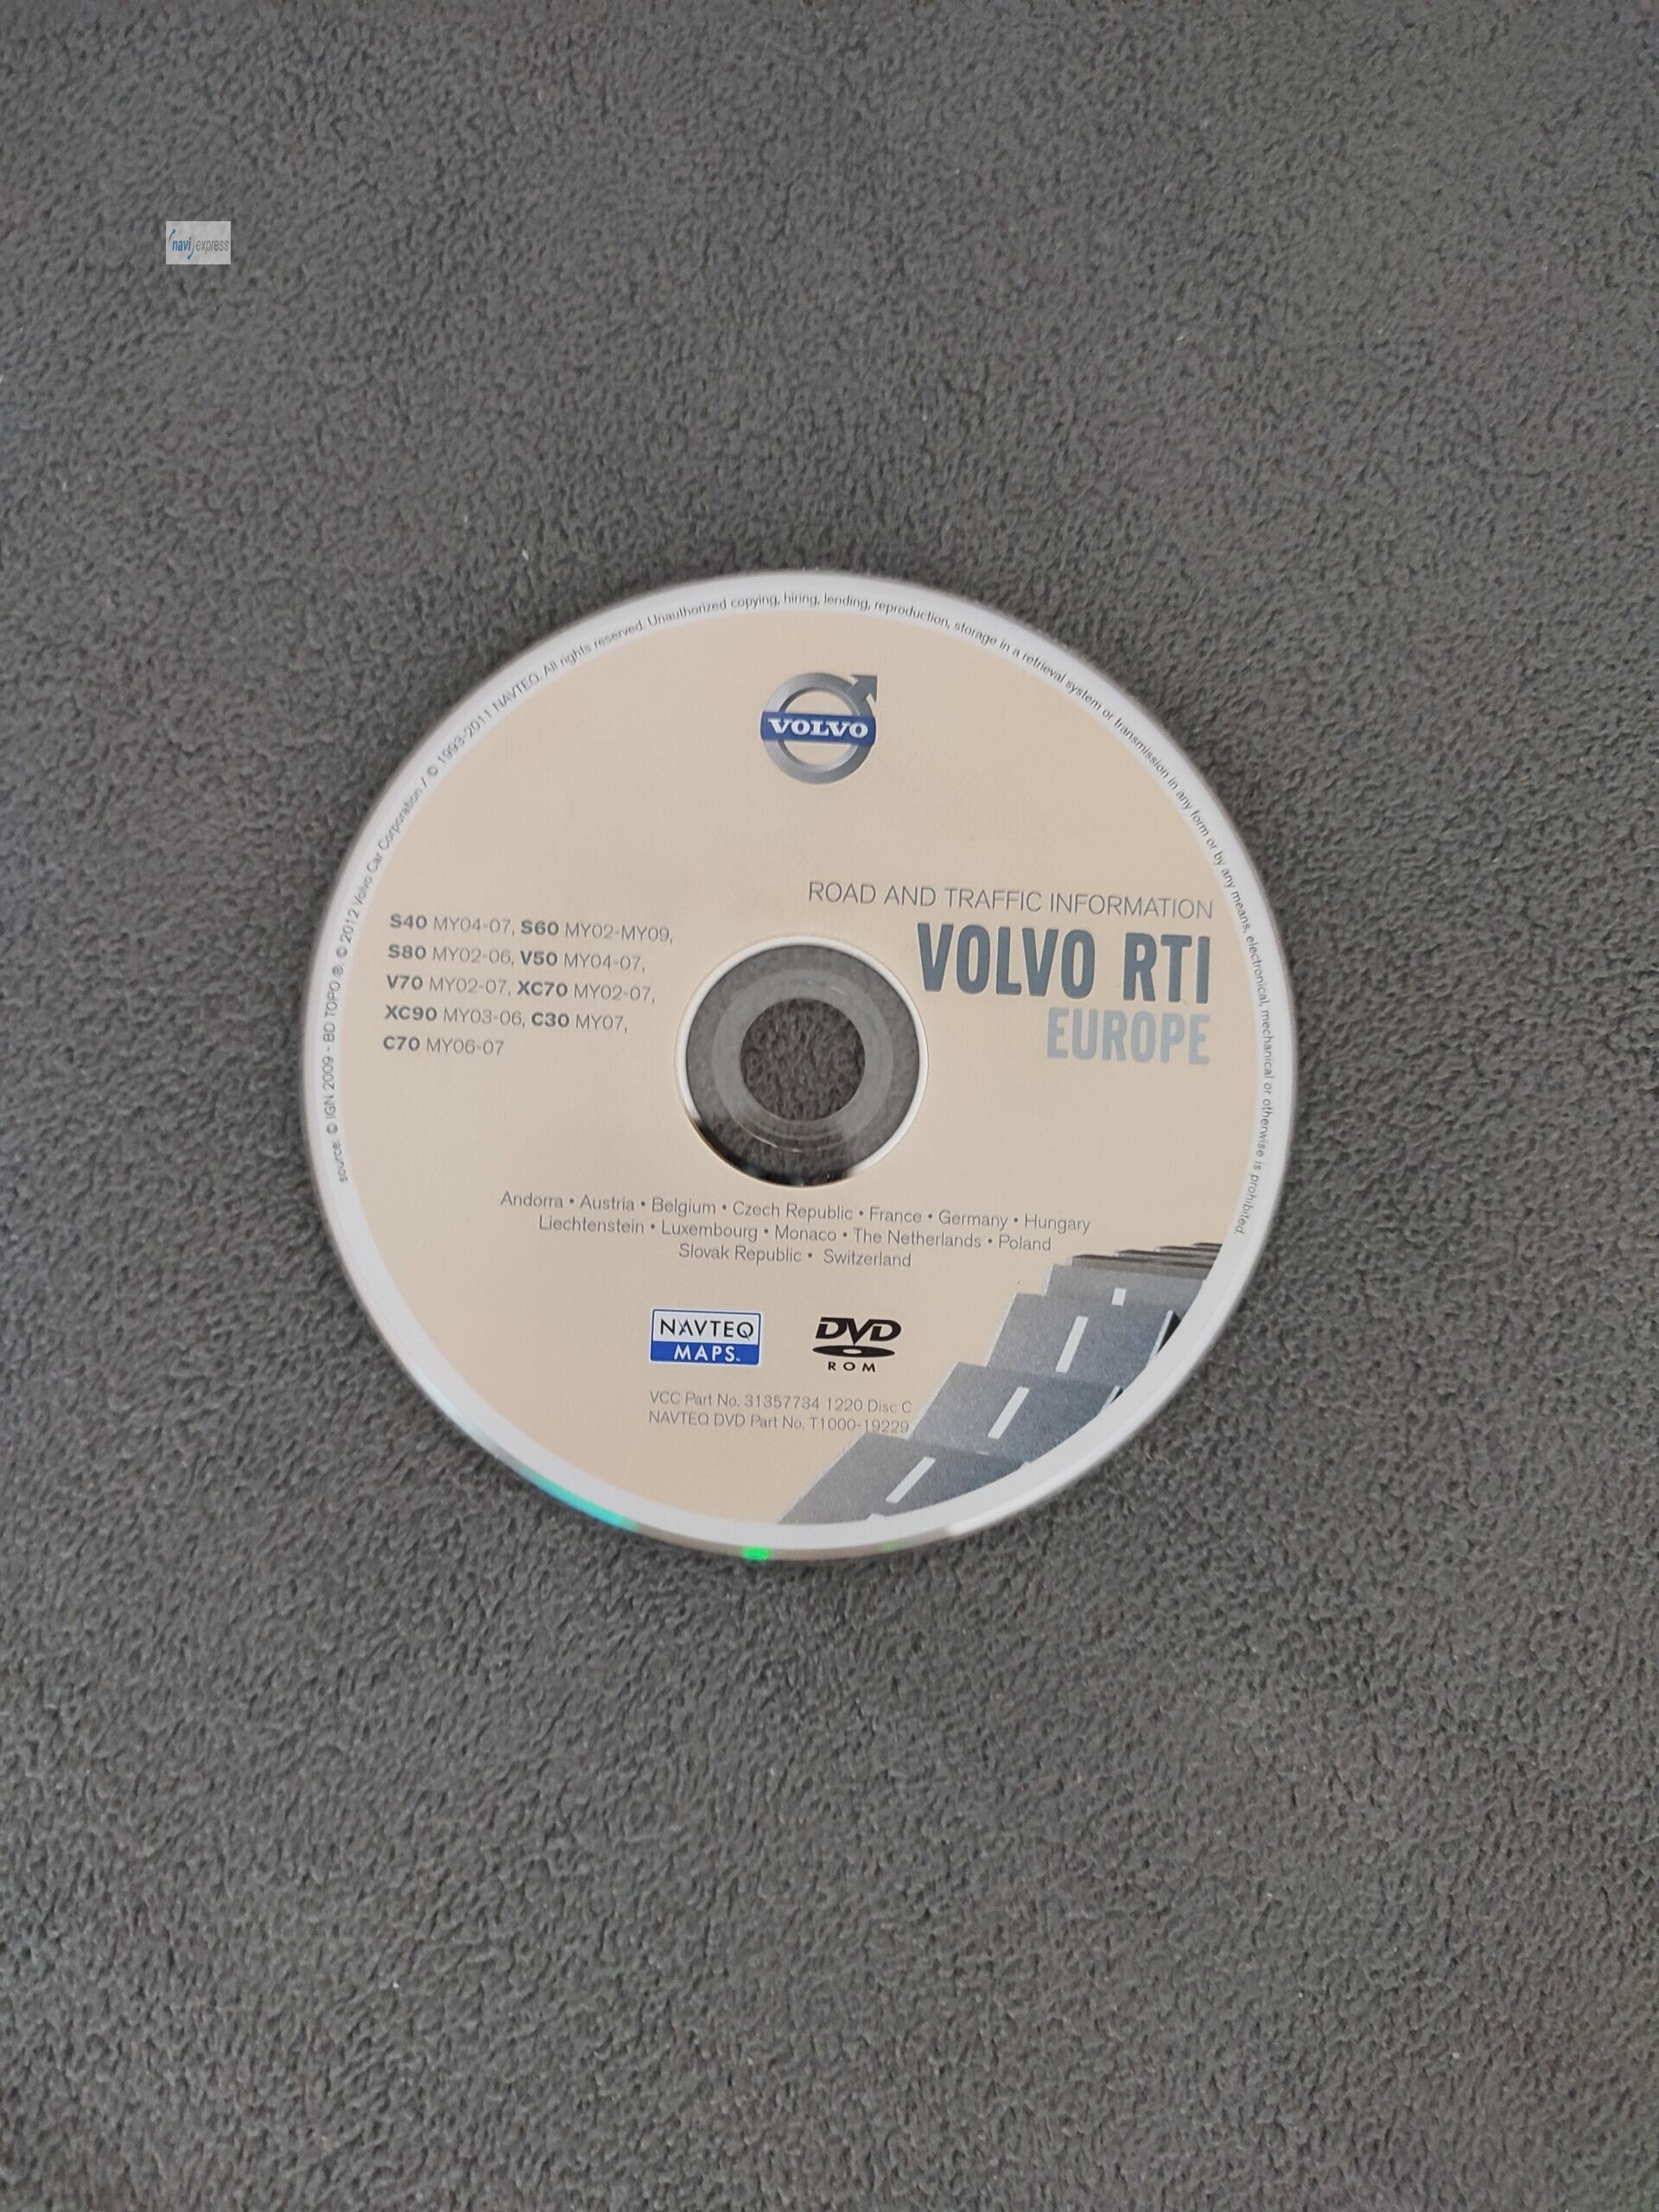 navi express
source: © IGN 2009 - BD TOPO ® © 2012 Volvo Car Corporation / © 1993-2011 NAVTEQ. All rights reserved. Unauthorized copying, hiring, lending, reproduction, storage in a retrieval system or transmission in any form or by any means, electronical, mechanical or otherwise is prohibited.
VOLVO
ROAD AND TRAFFIC INFORMATION
VOLVO RTI
EUROPE
S40 MY04-07, S60 MY02-MY09,
S80 MY02-06, V50 MY04-07,
V70 MY02-07, XC70 MY02-07,
XC90 MY03-06, C30 MY07,
C70 MY06-07
Andorra • Austria • Belgium • Czech Republic • France • Germany • Hungary
Liechtenstein • Luxembourg • Monaco • The Netherlands • Poland
Slovak Republic • Switzerland
NAVTEQ
MAPS™
DVD
ROM
VCC Part No. 31357734 1220 Disc C
NAVTEQ DVD Part No. T1000-19229